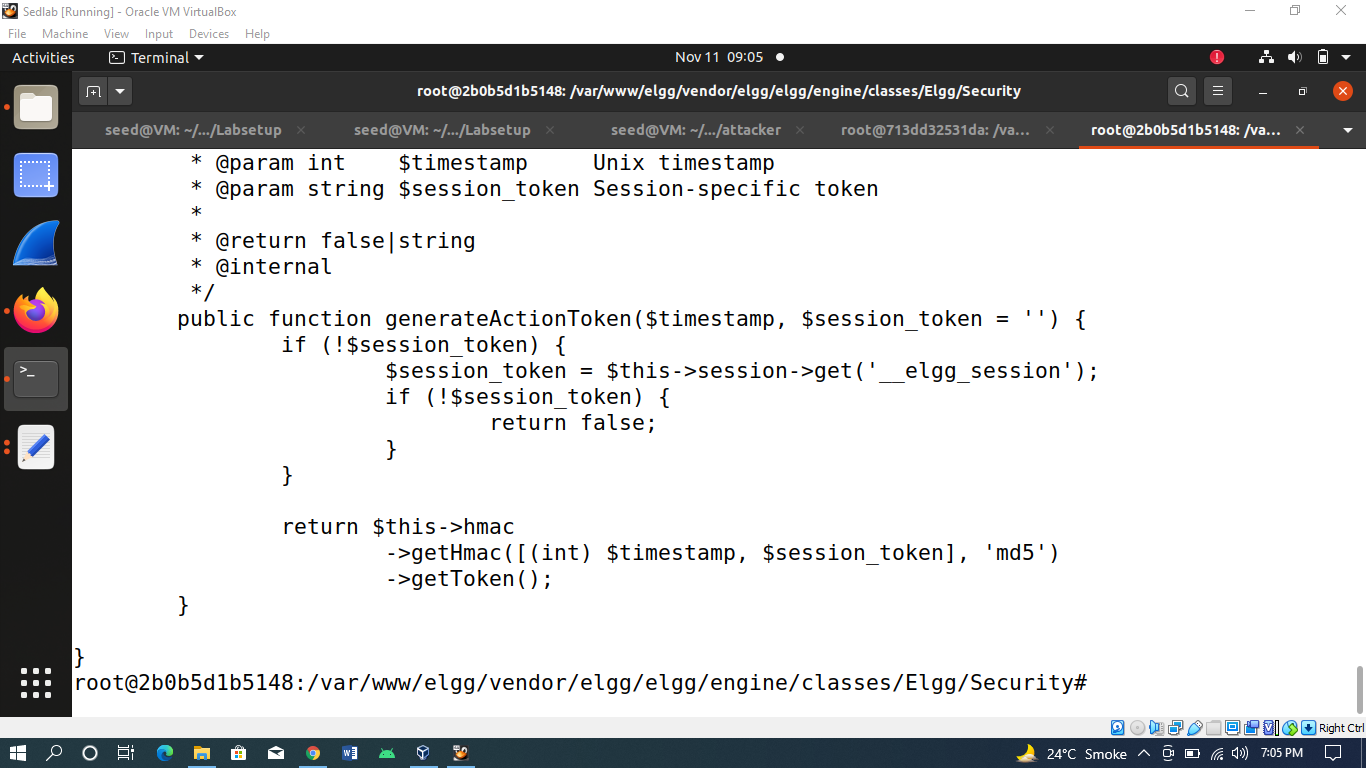 Sedlab [Running] - Oracle VM VirtualBox
File Machine View Input Devices Help
Activities Terminal Nov 11 09:05
root@2b0b5d1b5148: /var/www/elgg/vendor/elgg/elgg/engine/classes/Elgg/Security
seed@VM: ~/.../Labsetup seed@VM: ~/.../Labsetup seed@VM: ~/.../attacker root@713dd32531da: /va... root@2b0b5d1b5148: /va...
* @param int    $timestamp     Unix timestamp
* @param string $session_token Session-specific token
*
* @return false|string
* @internal
*/
public function generateActionToken($timestamp, $session_token = '') {
if (!$session_token) {
$session_token = $this->session->get('__elgg_session');
if (!$session_token) {
return false;
}
}
return $this->hmac
->getHmac([(int) $timestamp, $session_token], 'md5')
->getToken();
}
}
root@2b0b5d1b5148:/var/www/elgg/vendor/elgg/elgg/engine/classes/Elgg/Security#
Right Ctrl
24°C Smoke 7:05 PM